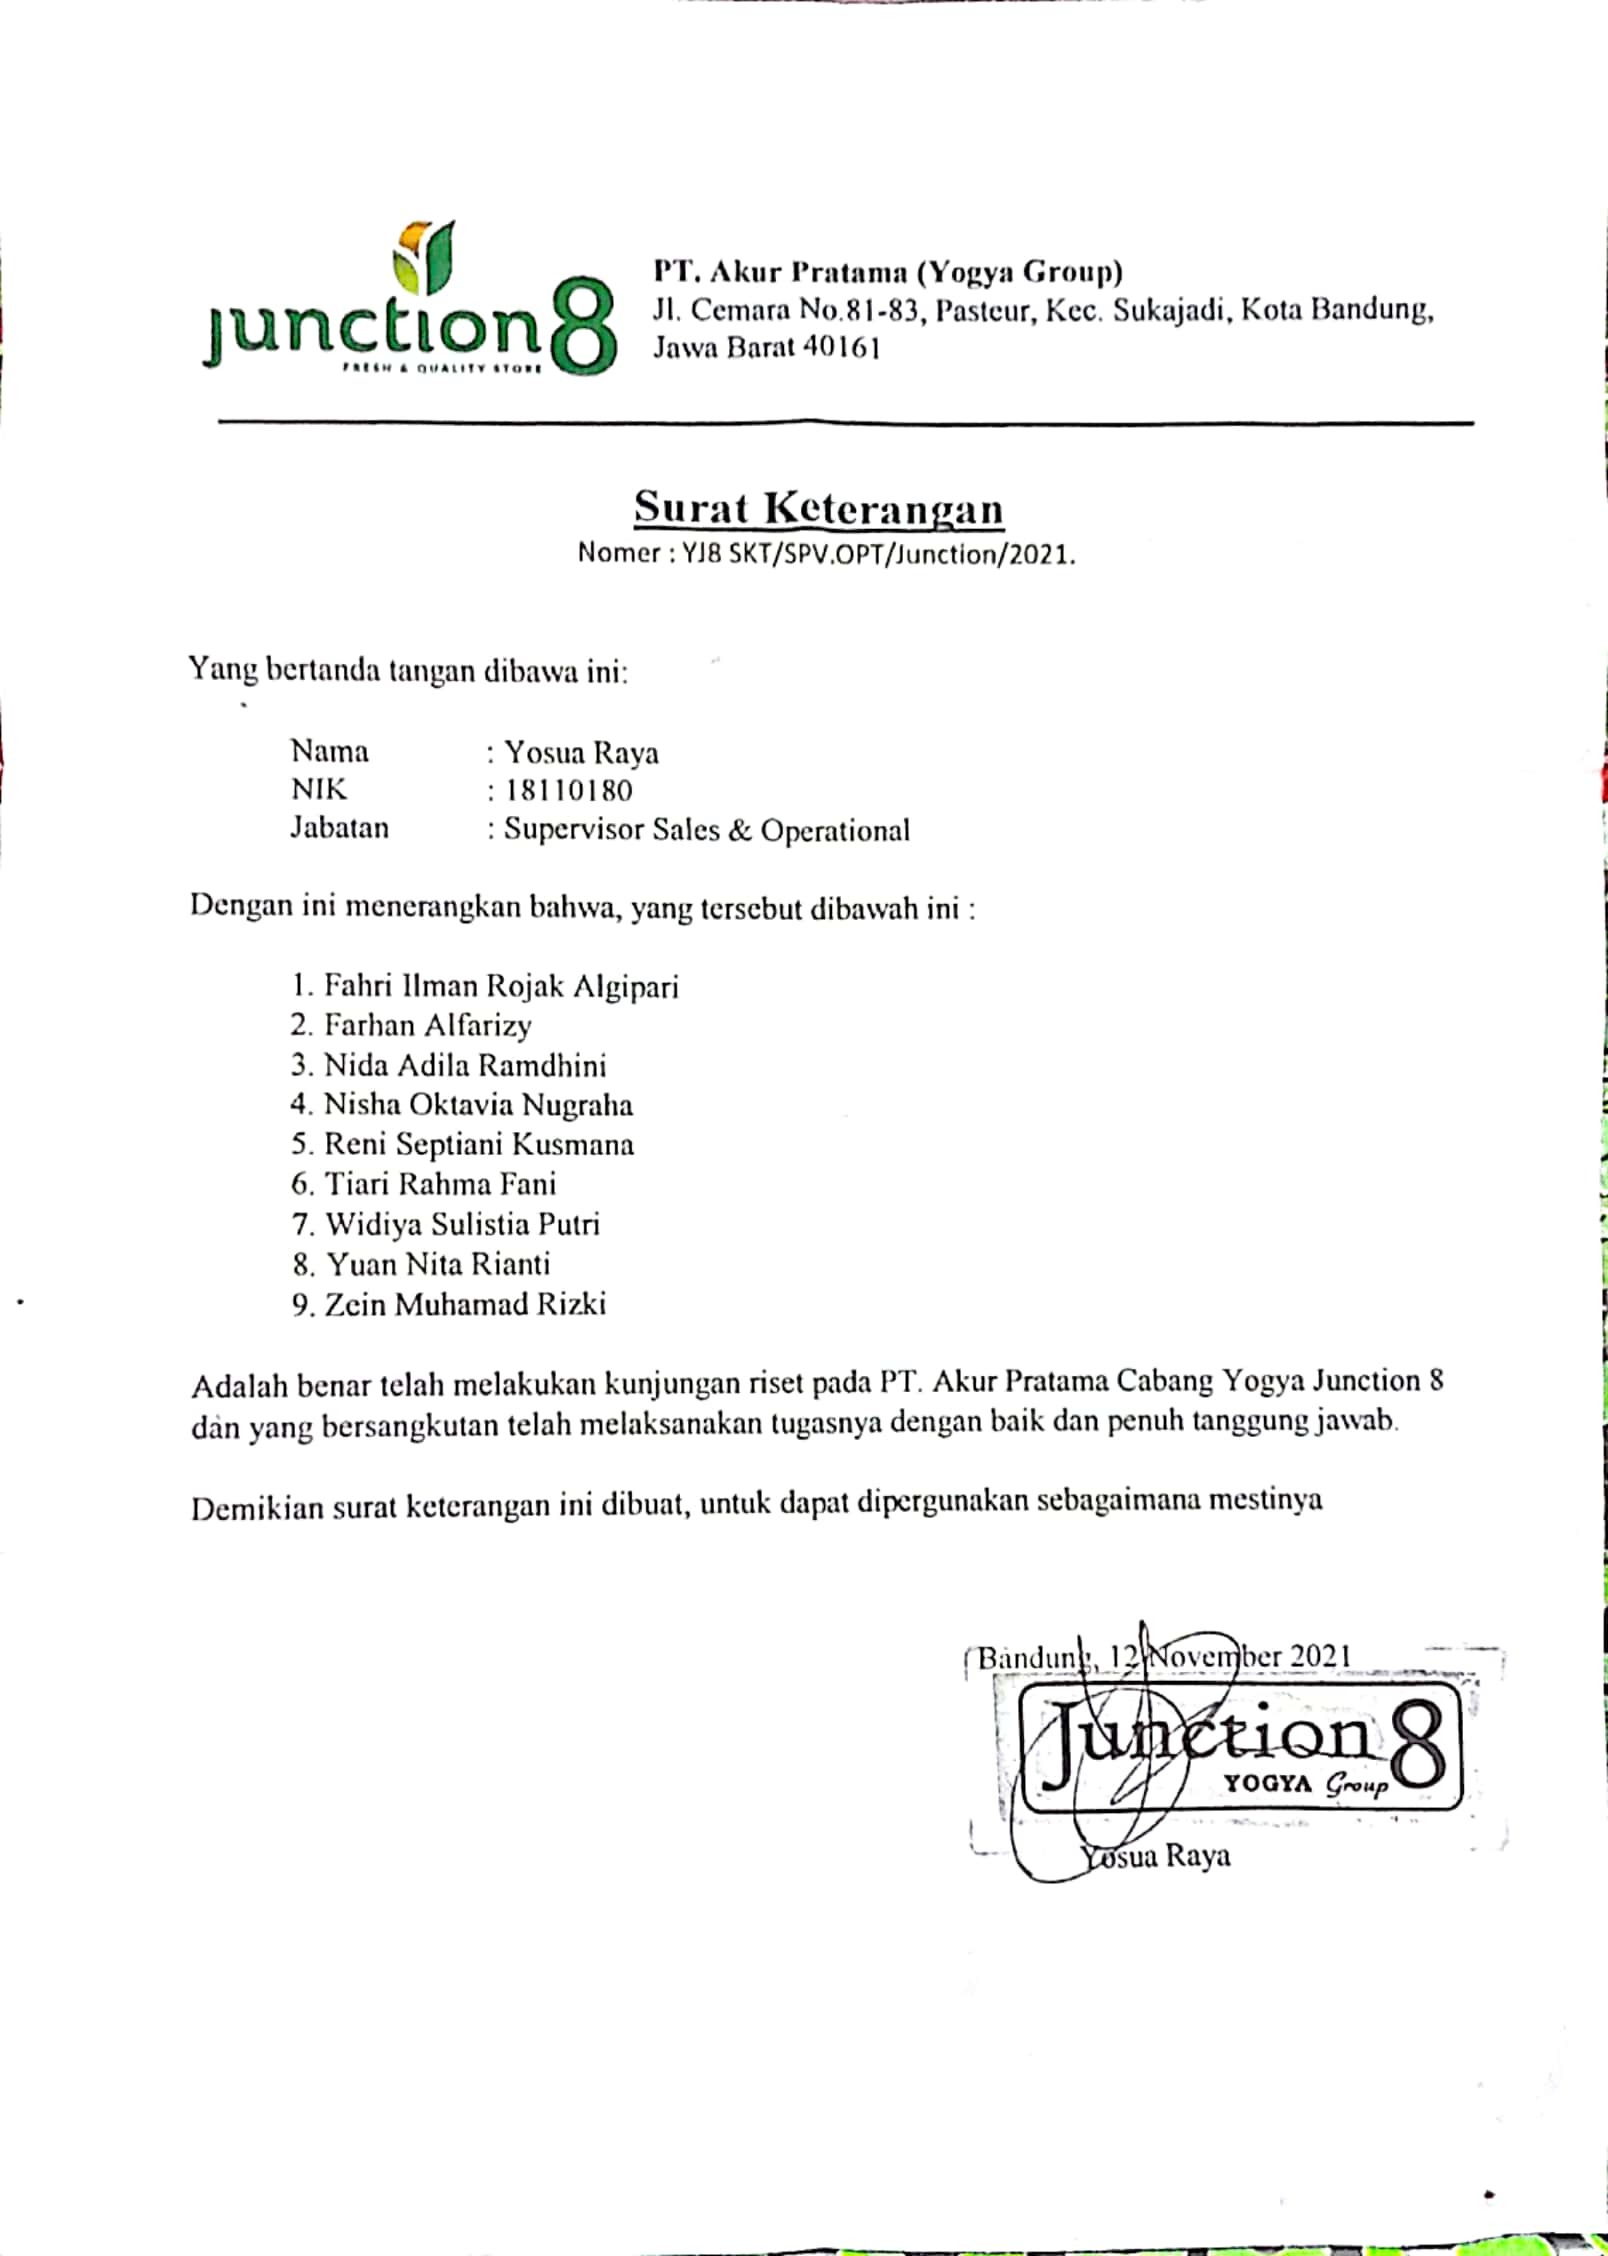 junction 8
FRESH & QUALITY STORE
PT. Akur Pratama (Yogya Group)
Jl. Cemara No.81-83, Pasteur, Kec. Sukajadi, Kota Bandung,
Jawa Barat 40161
Surat Keterangan
Nomer : YJ8 SKT/SPV.OPT/Junction/2021.
Yang bertanda tangan dibawa ini:
Nama : Yosua Raya
NIK : 18110180
Jabatan : Supervisor Sales & Operational
Dengan ini menerangkan bahwa, yang tersebut dibawah ini :
1. Fahri Ilman Rojak Algipari
2. Farhan Alfarizy
3. Nida Adila Ramdhini
4. Nisha Oktavia Nugraha
5. Reni Septiani Kusmana
6. Tiari Rahma Fani
7. Widiya Sulistia Putri
8. Yuan Nita Rianti
9. Zein Muhamad Rizki
Adalah benar telah melakukan kunjungan riset pada PT. Akur Pratama Cabang Yogya Junction 8
dan yang bersangkutan telah melaksanakan tugasnya dengan baik dan penuh tanggung jawab.
Demikian surat keterangan ini dibuat, untuk dapat dipergunakan sebagaimana mestinya
Bandung, 12 November 2021
Junction 8
YOGYA Group
Yosua Raya